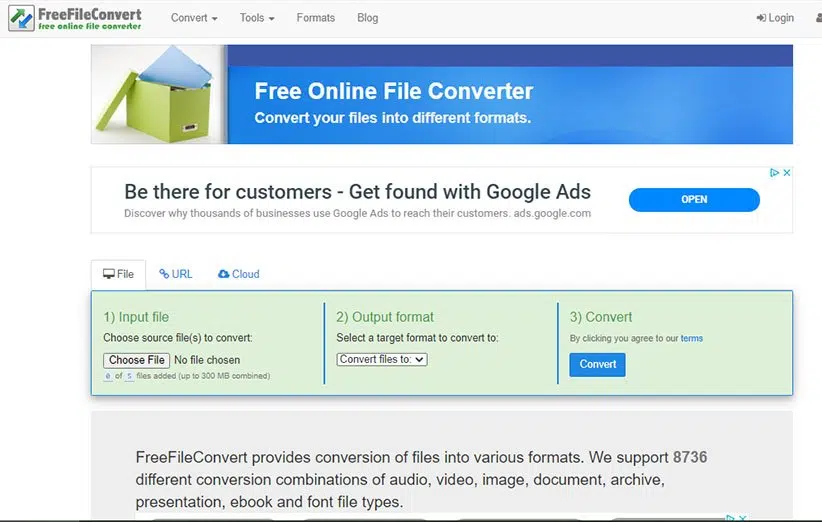 FreeFileConvert
free online file converter
Convert
Tools
Formats
Blog
Login
Free Online File Converter
Convert your files into different formats.
Be there for customers - Get found with Google Ads
Discover why thousands of businesses use Google Ads to reach their customers. ads.google.com
OPEN
File
URL
Cloud
1) Input file
Choose source file(s) to convert:
Choose File No file chosen
0 of 5 files added (up to 300 MB combined)
2) Output format
Select a target format to convert to:
Convert files to:
3) Convert
By clicking you agree to our terms
Convert
FreeFileConvert provides conversion of files into various formats. We support 8736
different conversion combinations of audio, video, image, document, archive,
presentation, ebook and font file types.